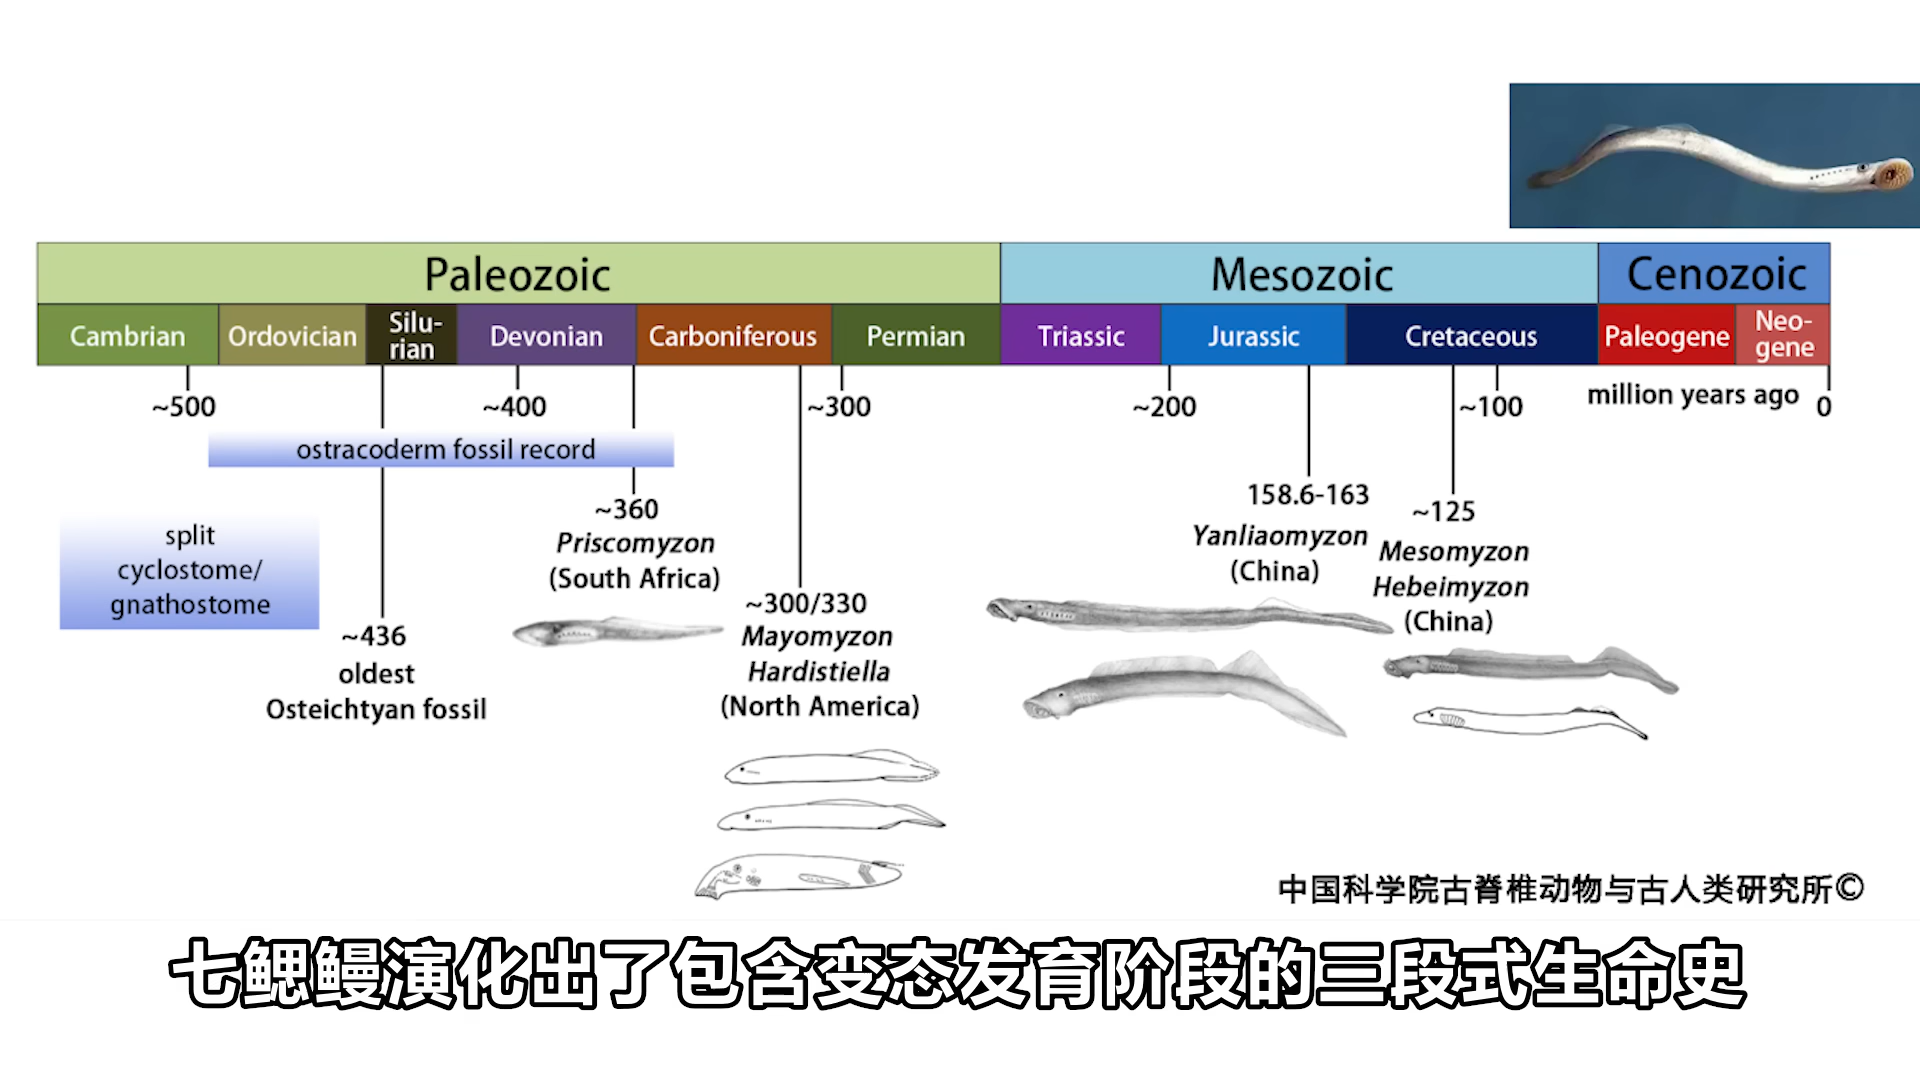 Paleozoic
Mesozoic
Cenozoic
Cambrian
Ordovician
Silu-
rian
Devonian
Carboniferous
Permian
Triassic
Jurassic
Cretaceous
Paleogene
Neo-
gene
~500
~400
~300
~200
~100
million years ago
0
ostracoderm fossil record
split
cyclostome/
gnathostome
~436
oldest
Osteichtyan fossil
~360
Priscomyzon
(South Africa)
~300/330
Mayomyzon
Hardistiella
(North America)
158.6-163
Yanliaomyzon
(China)
~125
Mesomyzon
Hebeimyzon
(China)
中国科学院古脊椎动物与古人类研究所©
七鳃鳗演化出了包含变态发育阶段的三段式生命史